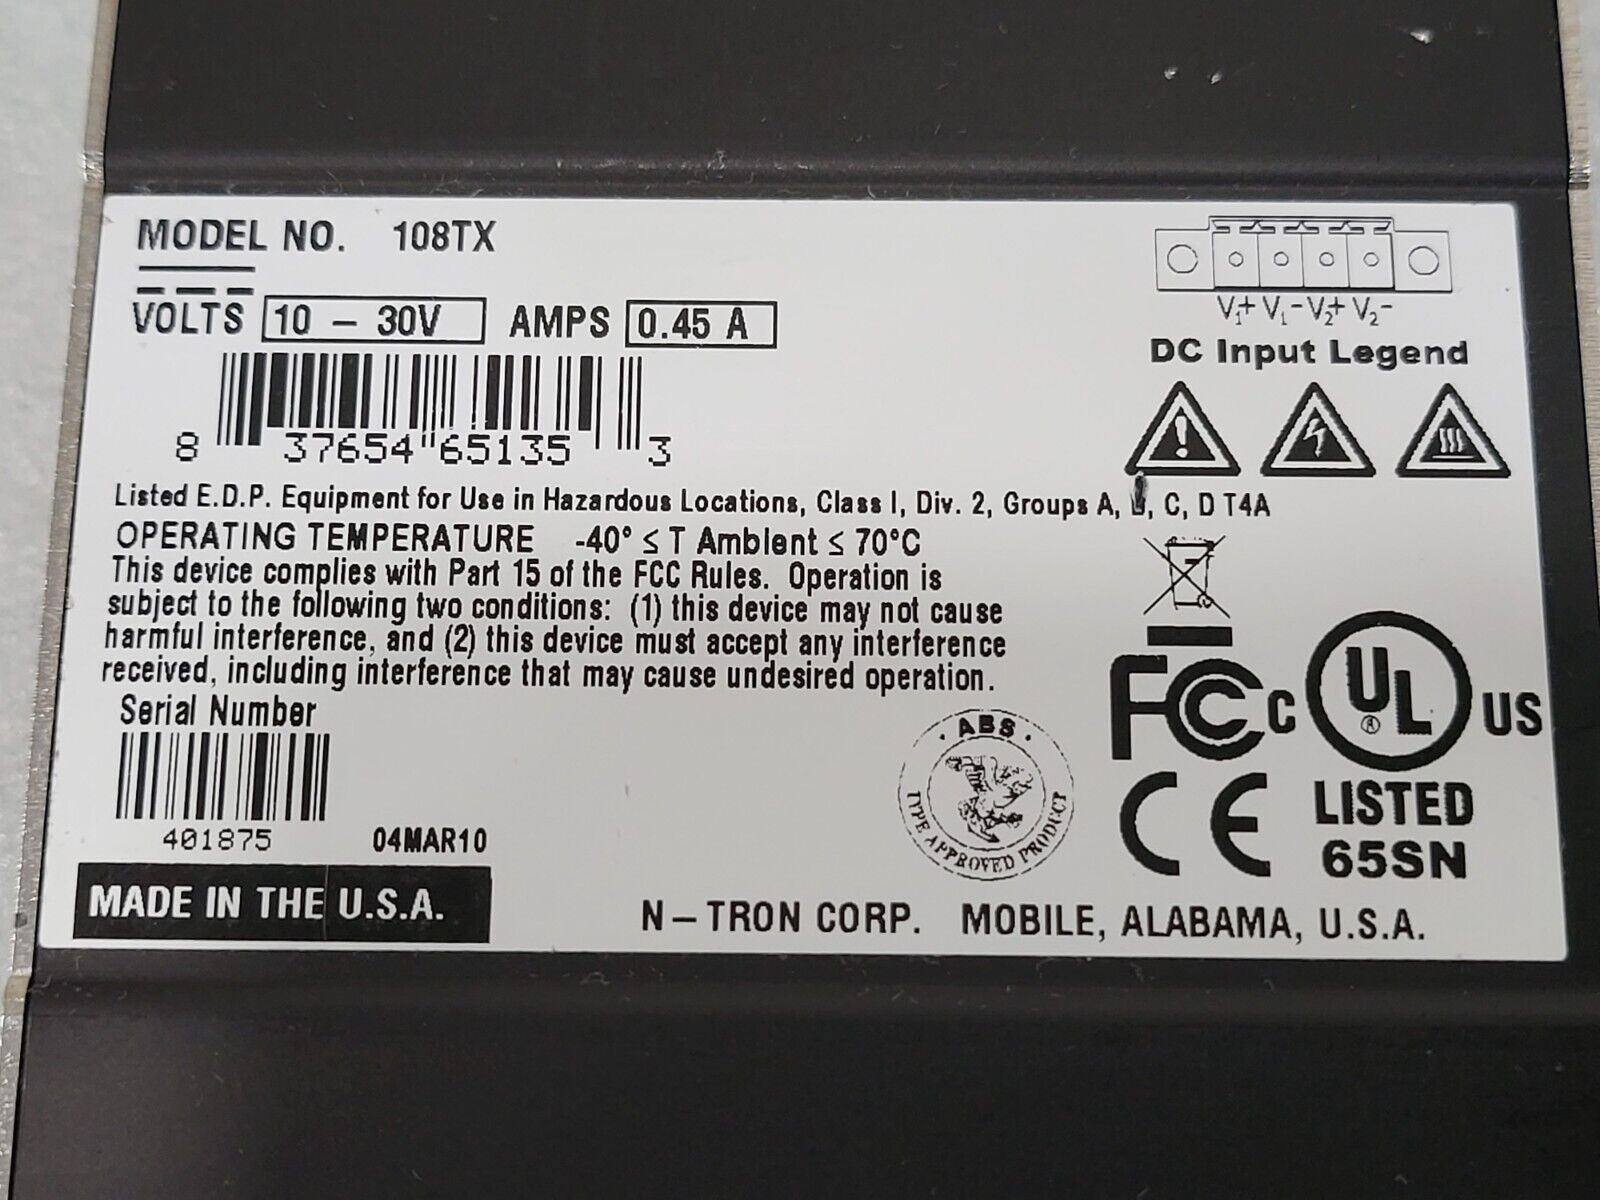 MODEL NO. 108TX
VOLTS 10 – 30V AMPS 0.45 A
V1+ V1- V2+ V2-
DC Input Legend
8 37654 65135 3
Listed E.D.P. Equipment for Use in Hazardous Locations, Class I, Div. 2, Groups A, , C, D T4A
OPERATING TEMPERATURE -40° ≤ T Ambient ≤ 70°C
This device complies with Part 15 of the FCC Rules. Operation is
subject to the following two conditions: (1) this device may not cause
harmful interference, and (2) this device must accept any interference
received, including interference that may cause undesired operation.
Serial Number
401875 04MAR10
MADE IN THE U.S.A.
· ABS ·
TYPE APPROVED PRODUCT
FCC
C UL ® US
LISTED
65SN
CE
N–TRON CORP. MOBILE, ALABAMA, U.S.A.